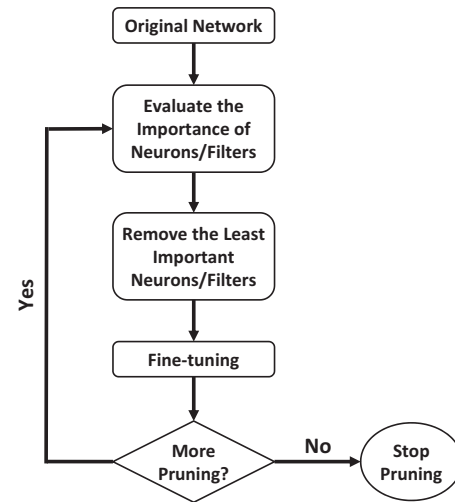 Original Network
Evaluate the
Importance of
Neurons/Filters
Remove the Least
Important
Neurons/Filters
Yes
Fine-tuning
More
Pruning?
No
Stop
Pruning